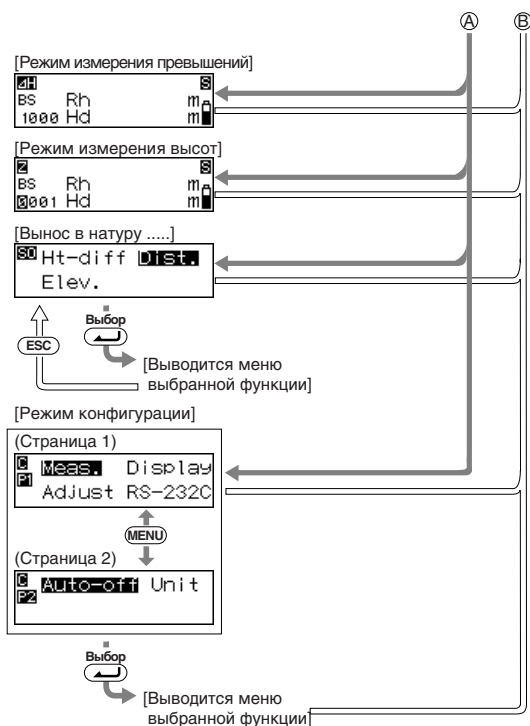 A B
[Режим измерения превышений]
⊿H S
BS Rh m
1000 Hd m
[Режим измерения высот]
Z S
BS Rh m
0001 Hd m
[Вынос в натуру .....]
SO Ht-diff Dist.
Elev.
Выбор
ESC
[Выводится меню
выбранной функции]
[Режим конфигурации]
(Страница 1)
C Meas. Display
P1 Adjust RS-232C
MENU
(Страница 2)
C Auto-off Unit
P2
Выбор
[Выводится меню
выбранной функции]